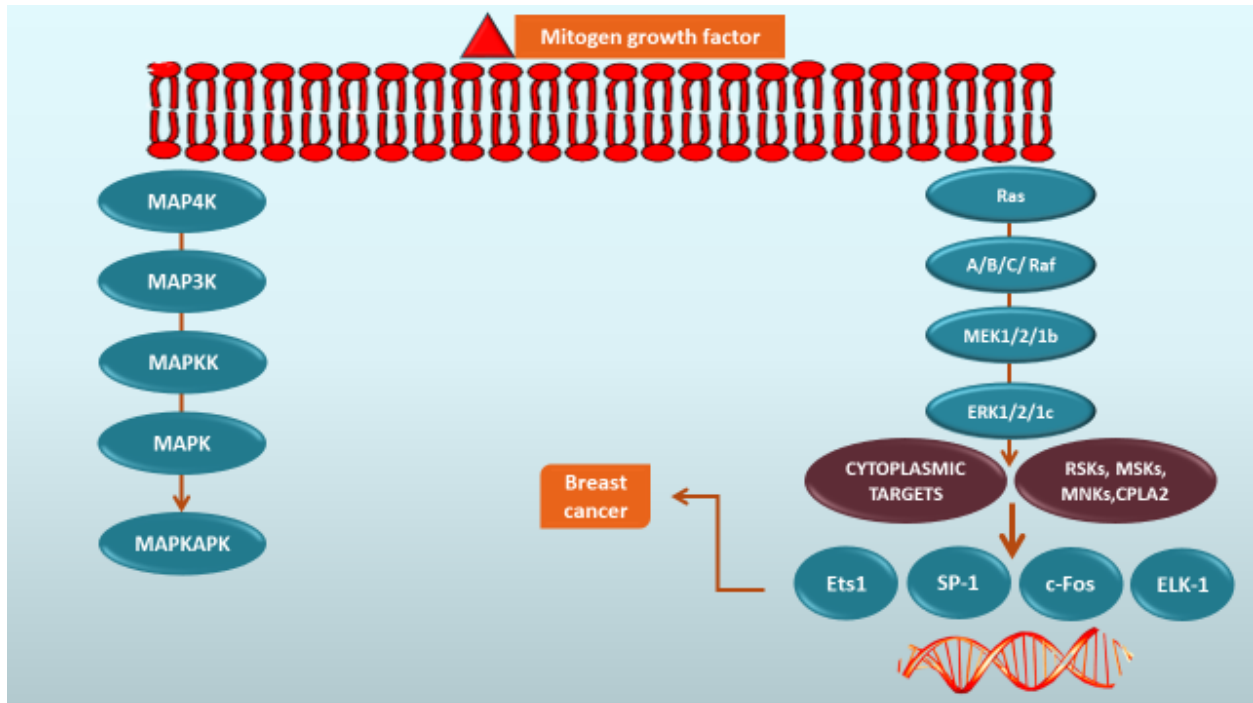 Mitogen growth factor
MAP4K
MAP3K
MAPKK
MAPK
MAPKAPK
Ras
A/B/C/ Raf
MEK1/2/1b
ERK1/2/1c
CYTOPLASMIC
TARGETS
RSKs, MSKs,
MNKs,CPLA2
Breast
cancer
Ets1
SP-1
c-Fos
ELK-1